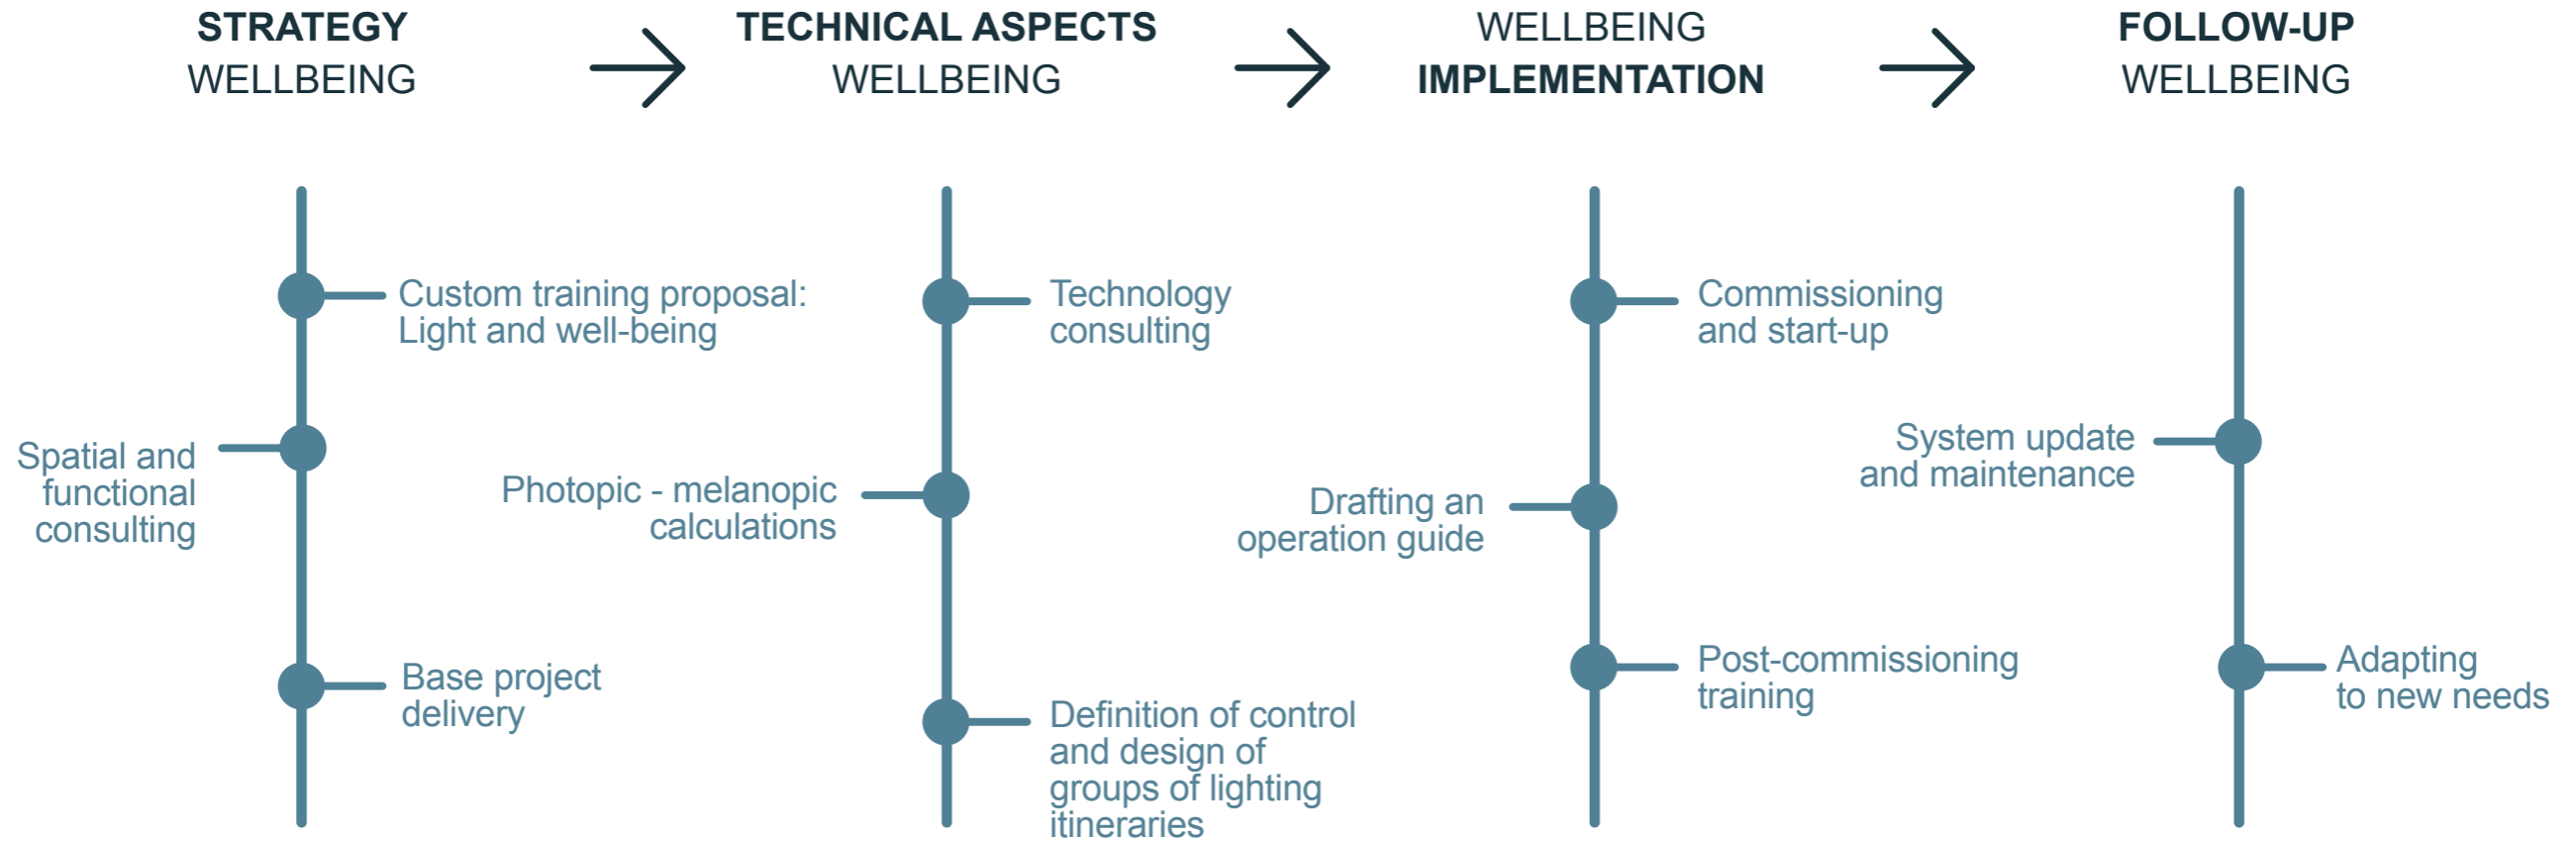 STRATEGY
WELLBEING
TECHNICAL ASPECTS
WELLBEING
WELLBEING
IMPLEMENTATION
FOLLOW-UP
WELLBEING
Custom training proposal:
Light and well-being
Spatial and
functional
consulting
Base project
delivery
Technology
consulting
Photopic - melanopic
calculations
Definition of control
and design of
groups of lighting
itineraries
Commissioning
and start-up
Drafting an
operation guide
Post-commissioning
training
System update
and maintenance
Adapting
to new needs